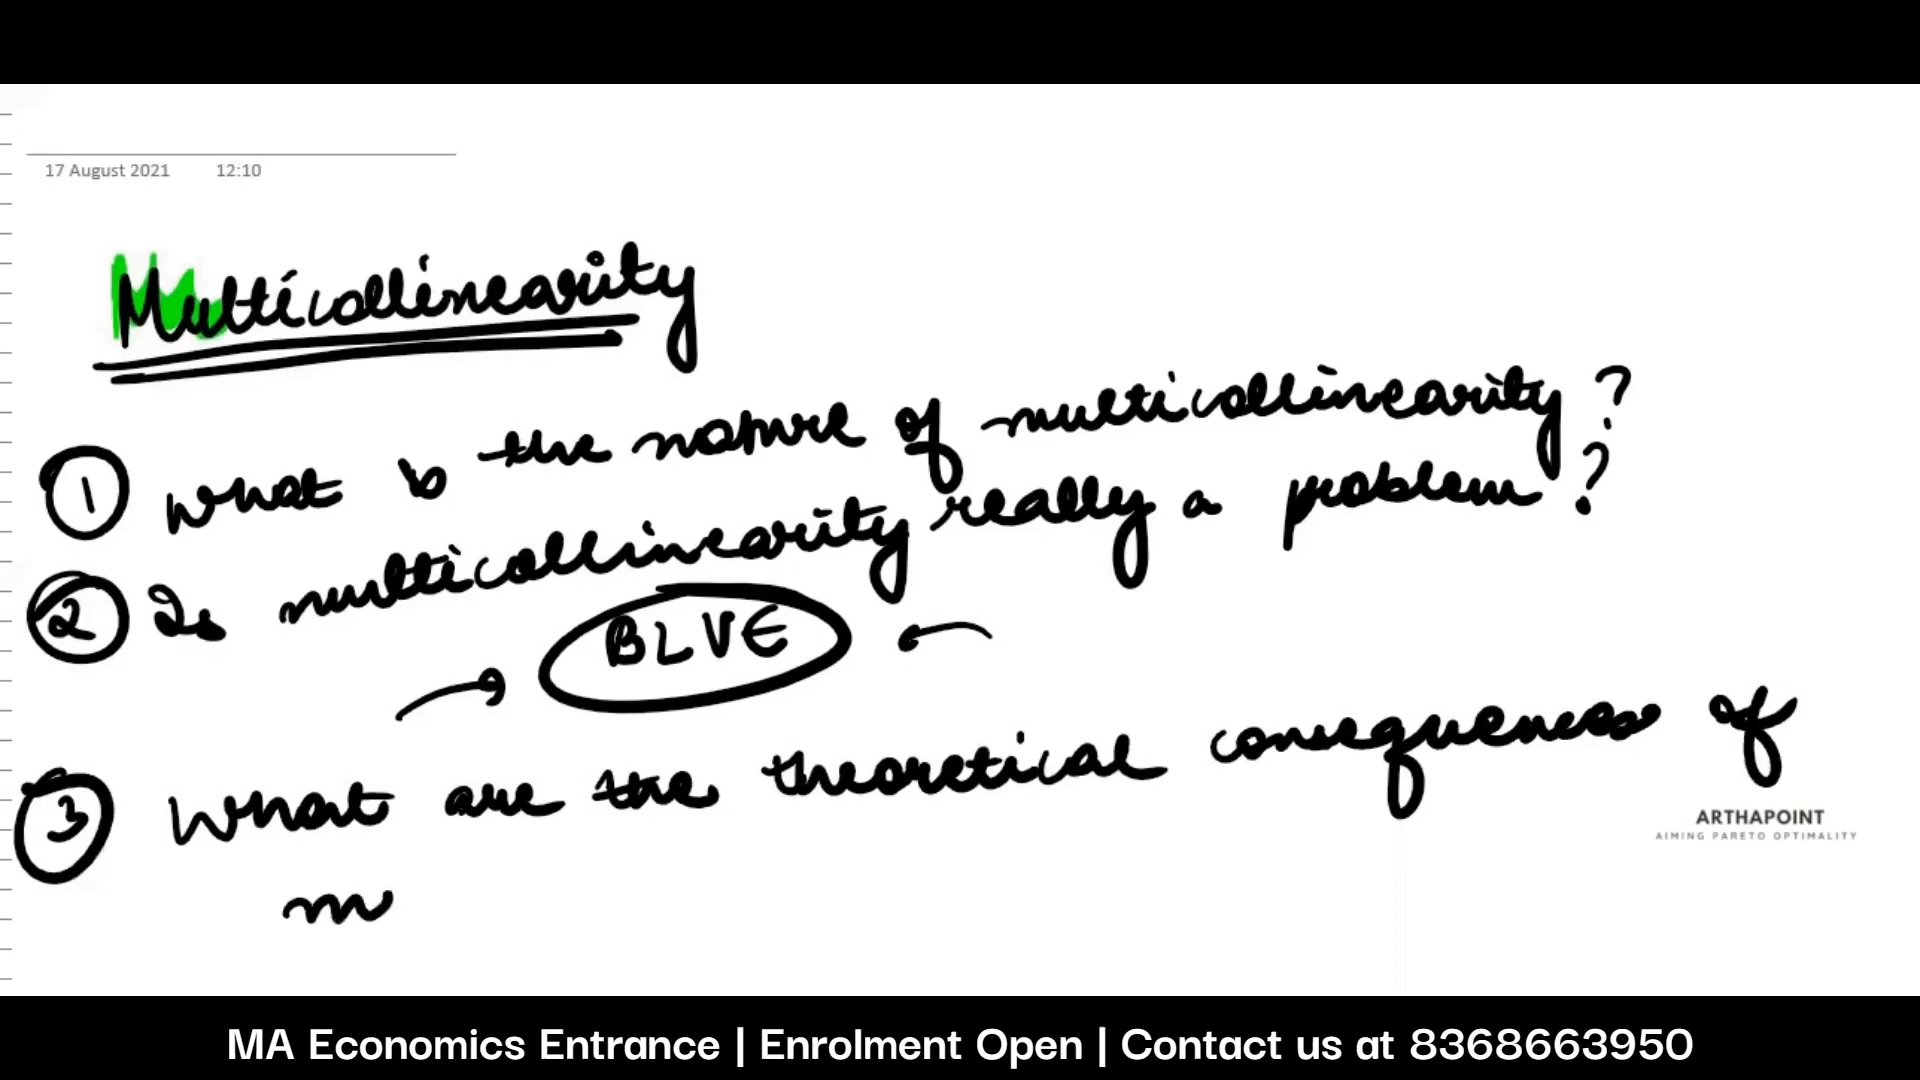 17 August 2021 12:10
Multicollinearity
1 What is the nature of multicollinearity?
2 Is multicollinearity really a problem?
BLUE
3 What are the theoretical consequences of
m
ARTHAPOINT
AIMING PARETO OPTIMALITY
MA Economics Entrance | Enrolment Open | Contact us at 8368663950